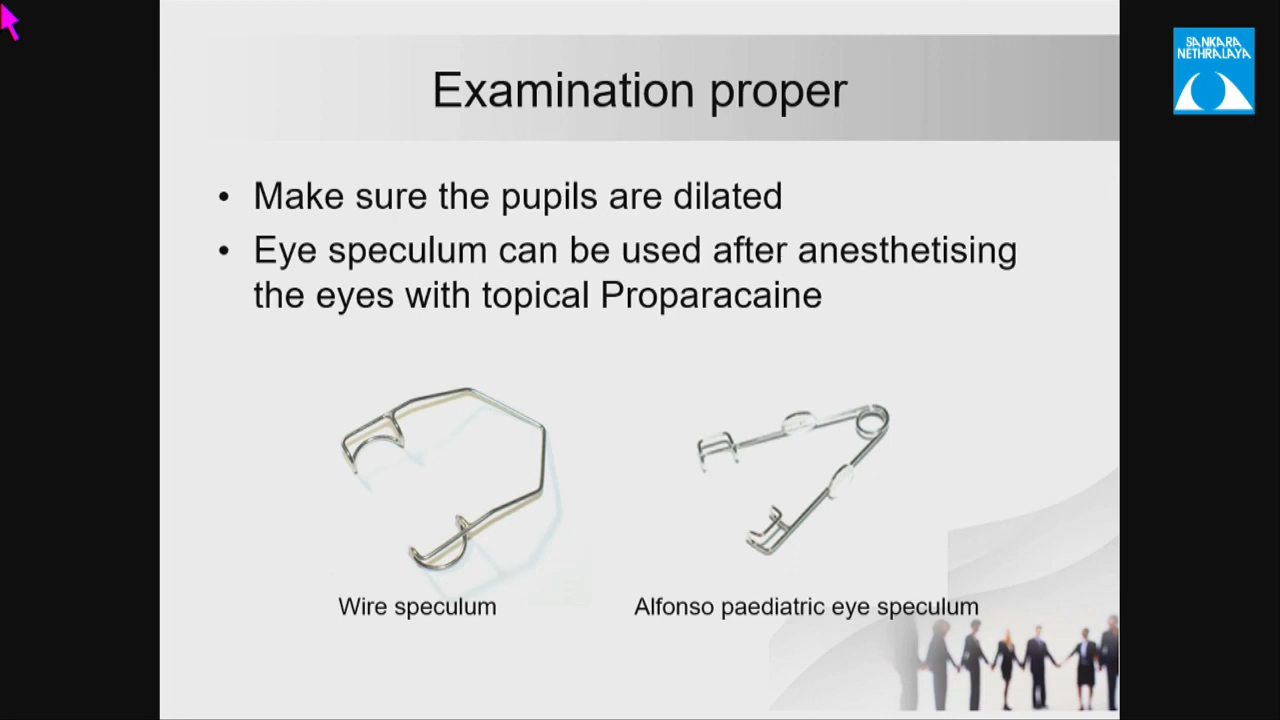 SANKARA
NETHRALAYA
Examination proper
• Make sure the pupils are dilated
• Eye speculum can be used after anesthetising
the eyes with topical Proparacaine
Wire speculum
Alfonso paediatric eye speculum